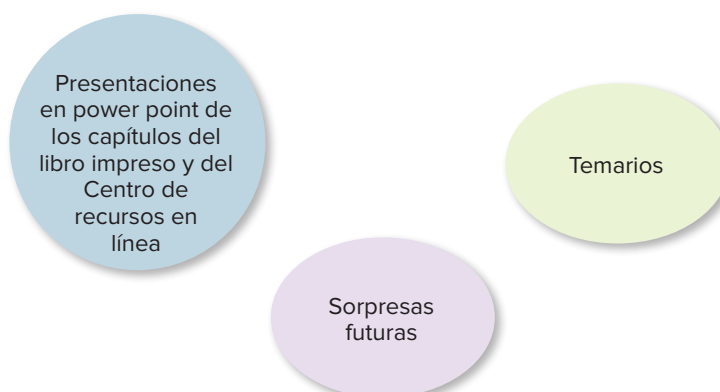 Presentaciones
en power point de
los capítulos del
libro impreso y del
Centro de
recursos en
línea
Temarios
Sorpresas
futuras